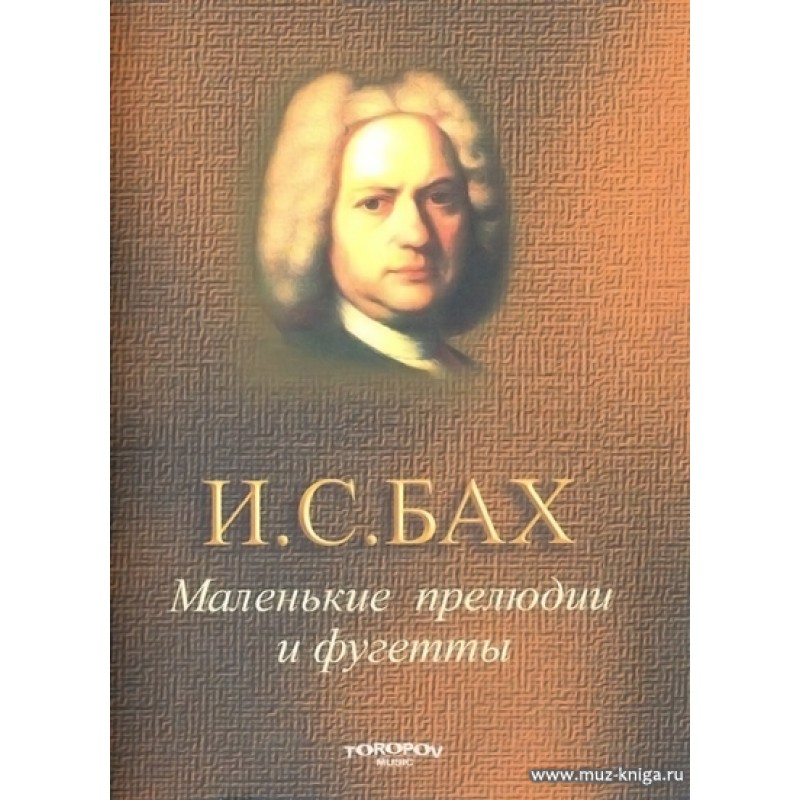 И.С.БАХ
Маленькие прелюдии
и фугетты
TOROPOV
MUSIC
www.muz-kniga.ru